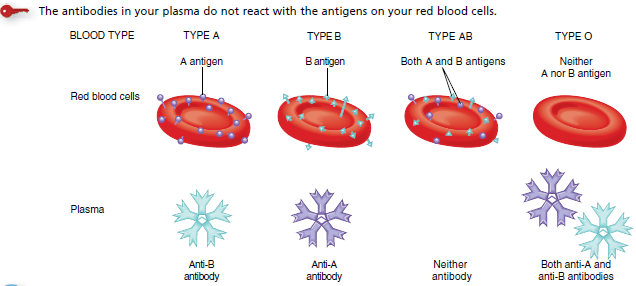 The antibodies in your plasma do not react with the antigens on your red blood cells.
BLOOD TYPE TYPE A TYPE B TYPE AB TYPE O
A antigen B antigen Both A and B antigens Neither
A nor B antigen
Red blood cells
Plasma
Anti-B Anti-A Neither Both anti-A and
antibody antibody antibody anti-B antibodies